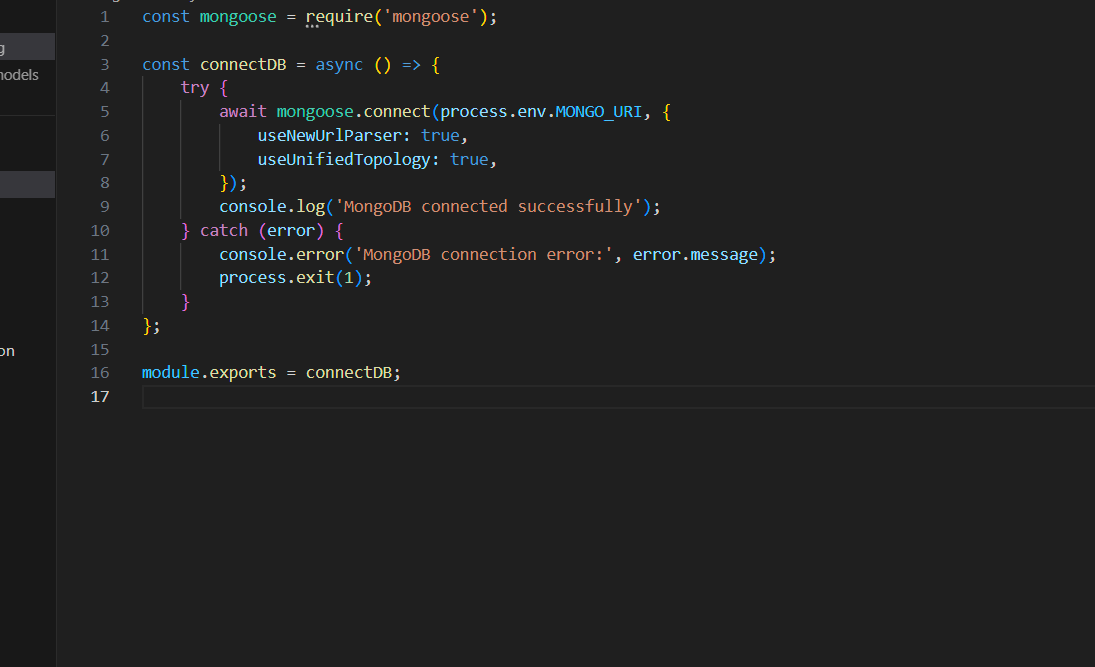 1 const mongoose = require('mongoose');
2
3 const connectDB = async () => {
4 try {
5 await mongoose.connect(process.env.MONGO_URI, {
6 useNewUrlParser: true,
7 useUnifiedTopology: true,
8 });
9 console.log('MongoDB connected successfully');
10 } catch (error) {
11 console.error('MongoDB connection error:', error.message);
12 process.exit(1);
13 }
14 };
15
16 module.exports = connectDB;
17
g
models
on